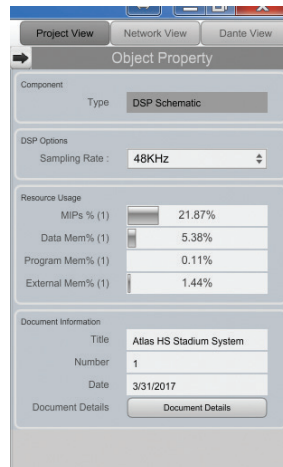 Project View Network View Dante View
Object Property
Component
Type DSP Schematic
DSP Options
Sampling Rate : 48KHz
Resource Usage
MIPs % (1) 21.87%
Data Mem% (1) 5.38%
Program Mem% (1) 0.11%
External Mem% (1) 1.44%
Document Information
Title Atlas HS Stadium System
Number 1
Date 3/31/2017
Document Details Document Details